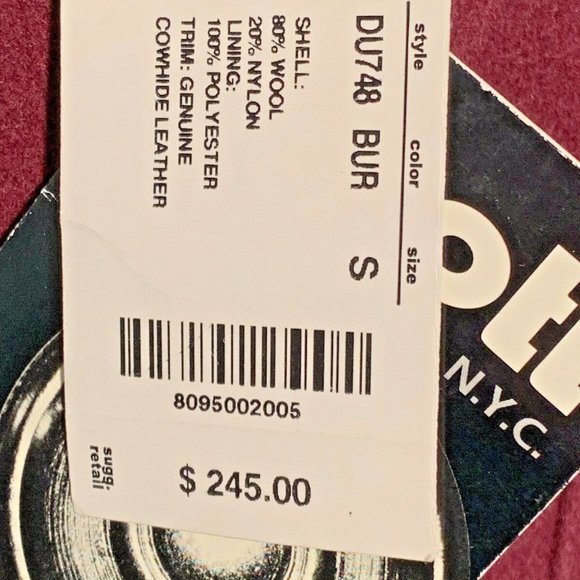 style color size
DU748 BUR S
SHELL:
80% WOOL
20% NYLON
LINING:
100% POLYESTER
TRIM: GENUINE
COWHIDE LEATHER
8095002005
sugg.
retail
$ 245.00
ott
N.Y.C.